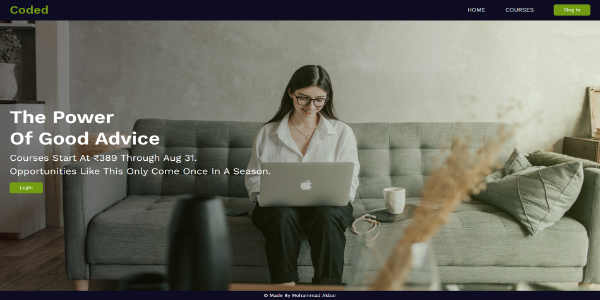 Coded
HOME
COURSES
Sing In
The Power
Of Good Advice
Courses Start At ₹389 Through Aug 31.
Opportunities Like This Only Come Once In A Season.
Login
© Made By Mohammad Akbar